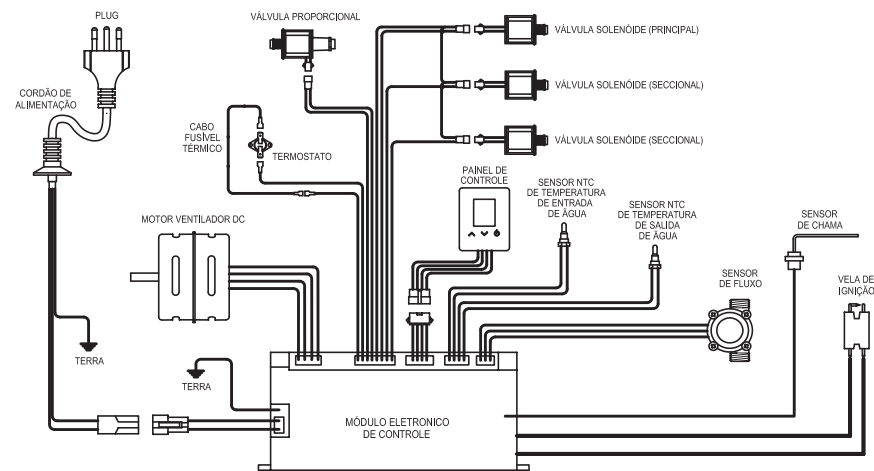 PLUG
VÁLVULA PROPORCIONAL
VÁLVULA SOLENÓIDE (PRINCIPAL)
CORDÃO DE
ALIMENTAÇÃO
VÁLVULA SOLENÓIDE (SECCIONAL)
CABO
FUSÍVEL
TÉRMICO
TERMOSTATO
VÁLVULA SOLENÓIDE (SECCIONAL)
PAINEL DE
CONTROLE
SENSOR NTC
DE TEMPERATURA
DE ENTRADA
DE ÁGUA
SENSOR NTC
DE TEMPERATURA
DE SALIDA
DE ÁGUA
SENSOR
DE CHAMA
MOTOR VENTILADOR DC
SENSOR
DE FLUXO
VELA DE
IGNIÇÃO
TERRA
TERRA
MÓDULO ELETRONICO
DE CONTROLE